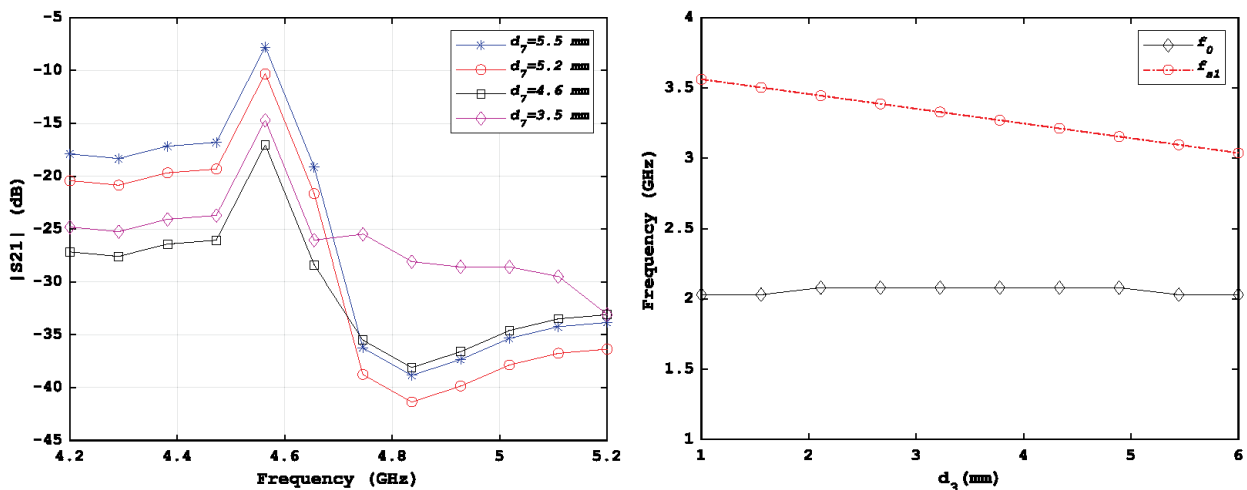 -5
-10
-15
-20
-25
-30
-35
-40
-45
|S21| (dB)
d7=5.5 mm
d7=5.2 mm
d7=4.6 mm
d7=3.5 mm
4.2 4.4 4.6 4.8 5 5.2
Frequency (GHz)
4
3.5
3
2.5
2
1.5
1
Frequency (GHz)
f0
fs1
1 2 3 4 5 6
d3(mm)